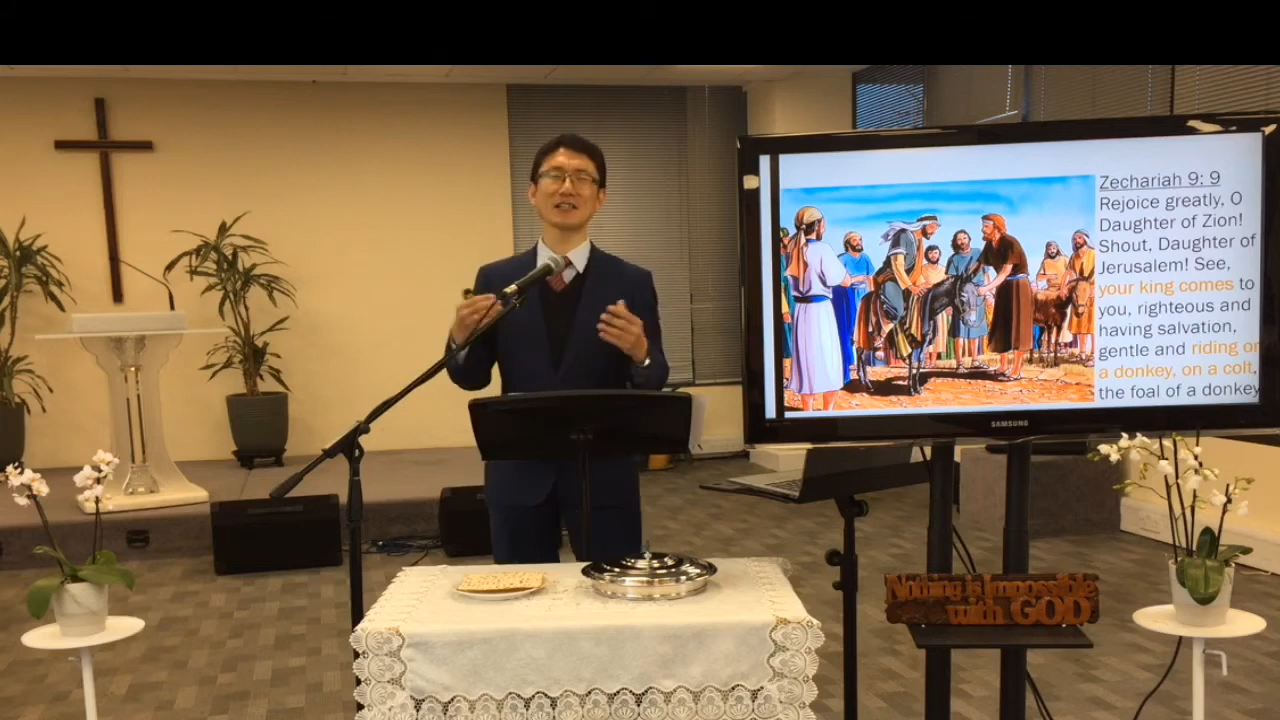 Zechariah 9: 9
Rejoice greatly, O
Daughter of Zion!
Shout, Daughter of
Jerusalem! See,
your king comes to
you, righteous and
having salvation,
gentle and riding on
a donkey, on a colt,
the foal of a donkey
SAMSUNG
Nothing is Impossible
with GOD